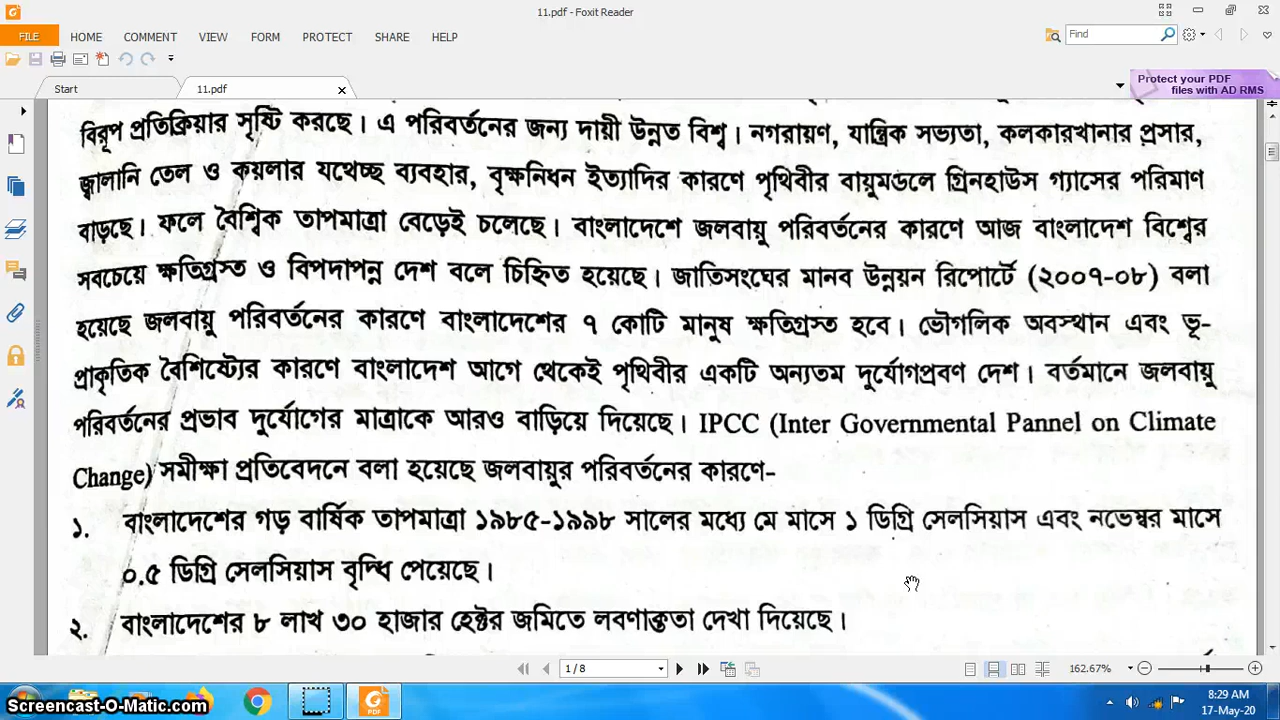 11.pdf - Foxit Reader
FILE HOME COMMENT VIEW FORM PROTECT SHARE HELP
Find
Start 11.pdf
Protect your PDF
files with AD RMS
বিরূপ প্রতিক্রিয়ার সৃষ্টি করছে। এ পরিবর্তনের জন্য দায়ী উন্নত বিশ্ব। নগরায়ণ, যান্ত্রিক সভ্যতা, কলকারখানার প্রসার,
জ্বালানি তেল ও কয়লার যথেচ্ছ ব্যবহার, বৃক্ষনিধন ইত্যাদির কারণে পৃথিবীর বায়ুমণ্ডলে গ্রিনহাউস গ্যাসের পরিমাণ
বাড়ছে। ফলে বৈশ্বিক তাপমাত্রা বেড়েই চলেছে। বাংলাদেশে জলবায়ু পরিবর্তনের কারণে আজ বাংলাদেশ বিশ্বের
সবচেয়ে ক্ষতিগ্রস্ত ও বিপদাপন্ন দেশ বলে চিহ্নিত হয়েছে। জাতিসংঘের মানব উন্নয়ন রিপোর্টে (২০০৭-০৮) বলা
হয়েছে জলবায়ু পরিবর্তনের কারণে বাংলাদেশের ৭ কোটি মানুষ ক্ষতিগ্রস্ত হবে। ভৌগলিক অবস্থান এবং ভূ-
প্রাকৃতিক বৈশিষ্ট্যের কারণে বাংলাদেশ আগে থেকেই পৃথিবীর একটি অন্যতম দুর্যোগপ্রবণ দেশ। বর্তমানে জলবায়ু
পরিবর্তনের প্রভাব দুর্যোগের মাত্রাকে আরও বাড়িয়ে দিয়েছে। IPCC (Inter Governmental Pannel on Climate
Change) সমীক্ষা প্রতিবেদনে বলা হয়েছে জলবায়ুর পরিবর্তনের কারণে-
১. বাংলাদেশের গড় বার্ষিক তাপমাত্রা ১৯৮৫-১৯৯৮ সালের মধ্যে মে মাসে ১ ডিগ্রি সেলসিয়াস এবং নভেম্বর মাসে
০.৫ ডিগ্রি সেলসিয়াস বৃদ্ধি পেয়েছে।
২. বাংলাদেশের ৮ লাখ ৩০ হাজার হেক্টর জমিতে লবণাক্ততা দেখা দিয়েছে।
1 / 8
162.67%
8:29 AM
17-May-20
Screencast-O-Matic.com